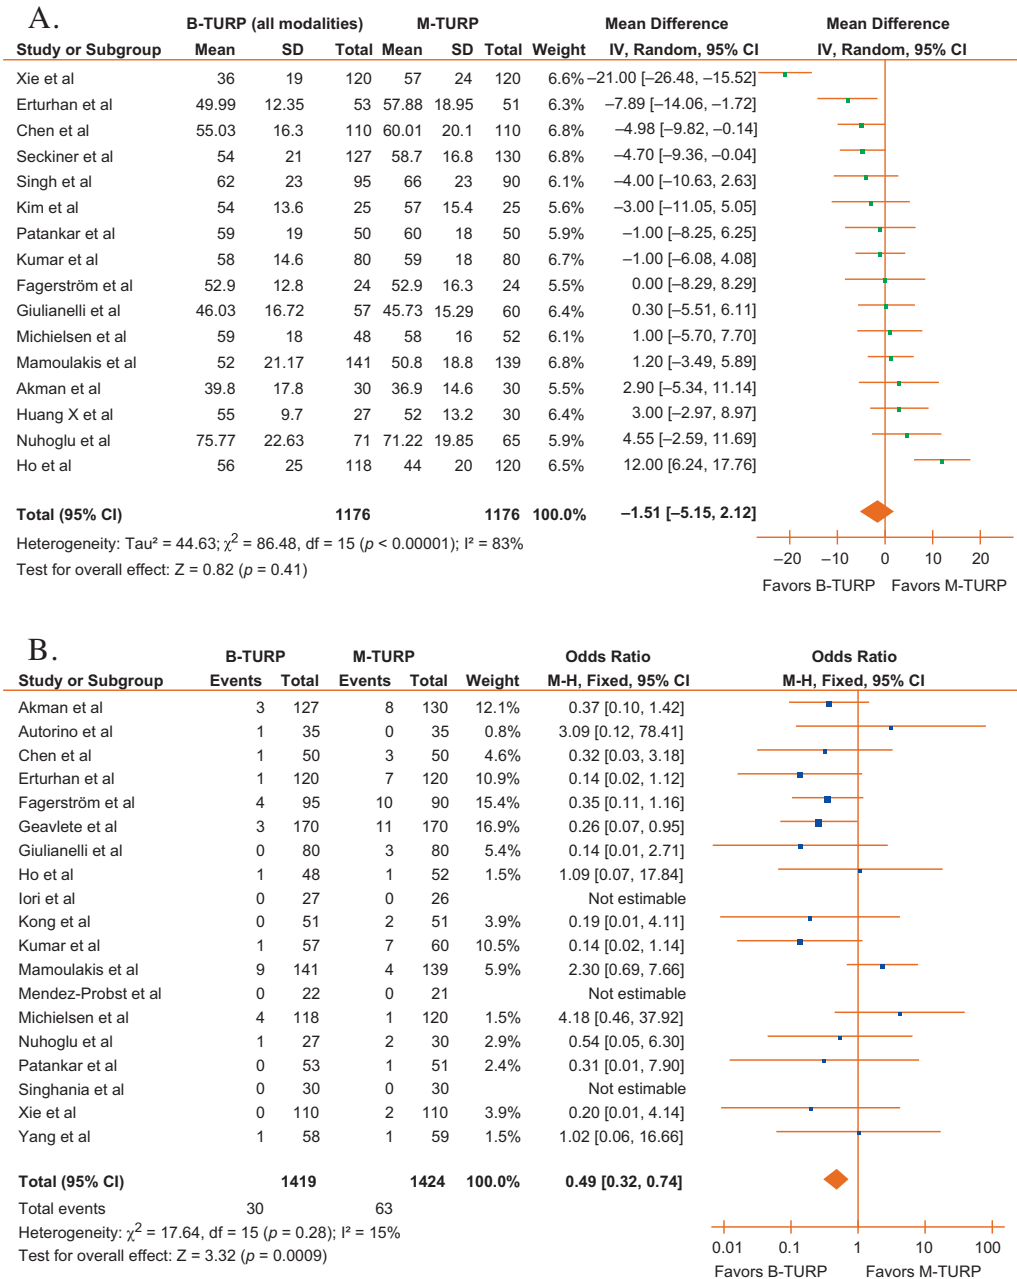 A.
B-TURP (all modalities) M-TURP Mean Difference Mean Difference
Study or Subgroup Mean SD Total Mean SD Total Weight IV, Random, 95% CI IV, Random, 95% CI
Xie et al 36 19 120 57 24 120 6.6% –21.00 [–26.48, –15.52]
Erturhan et al 49.99 12.35 53 57.88 18.95 51 6.3% –7.89 [–14.06, –1.72]
Chen et al 55.03 16.3 110 60.01 20.1 110 6.8% –4.98 [–9.82, –0.14]
Seckiner et al 54 21 127 58.7 16.8 130 6.8% –4.70 [–9.36, –0.04]
Singh et al 62 23 95 66 23 90 6.1% –4.00 [–10.63, 2.63]
Kim et al 54 13.6 25 57 15.4 25 5.6% –3.00 [–11.05, 5.05]
Patankar et al 59 19 50 60 18 50 5.9% –1.00 [–8.25, 6.25]
Kumar et al 58 14.6 80 59 18 80 6.7% –1.00 [–6.08, 4.08]
Fagerström et al 52.9 12.8 24 52.9 16.3 24 5.5% 0.00 [–8.29, 8.29]
Giulianelli et al 46.03 16.72 57 45.73 15.29 60 6.4% 0.30 [–5.51, 6.11]
Michielsen et al 59 18 48 58 16 52 6.1% 1.00 [–5.70, 7.70]
Mamoulakis et al 52 21.17 141 50.8 18.8 139 6.8% 1.20 [–3.49, 5.89]
Akman et al 39.8 17.8 30 36.9 14.6 30 5.5% 2.90 [–5.34, 11.14]
Huang X et al 55 9.7 27 52 13.2 30 6.4% 3.00 [–2.97, 8.97]
Nuhoglu et al 75.77 22.63 71 71.22 19.85 65 5.9% 4.55 [–2.59, 11.69]
Ho et al 56 25 118 44 20 120 6.5% 12.00 [6.24, 17.76]
Total (95% CI) 1176 1176 100.0% –1.51 [–5.15, 2.12]
Heterogeneity: Tau² = 44.63; χ² = 86.48, df = 15 (p < 0.00001); I² = 83%
Test for overall effect: Z = 0.82 (p = 0.41)
–20 –10 0 10 20
Favors B-TURP Favors M-TURP
B.
B-TURP M-TURP Odds Ratio Odds Ratio
Study or Subgroup Events Total Events Total Weight M-H, Fixed, 95% CI M-H, Fixed, 95% CI
Akman et al 3 127 8 130 12.1% 0.37 [0.10, 1.42]
Autorino et al 1 35 0 35 0.8% 3.09 [0.12, 78.41]
Chen et al 1 50 3 50 4.6% 0.32 [0.03, 3.18]
Erturhan et al 1 120 7 120 10.9% 0.14 [0.02, 1.12]
Fagerström et al 4 95 10 90 15.4% 0.35 [0.11, 1.16]
Geavlete et al 3 170 11 170 16.9% 0.26 [0.07, 0.95]
Giulianelli et al 0 80 3 80 5.4% 0.14 [0.01, 2.71]
Ho et al 1 48 1 52 1.5% 1.09 [0.07, 17.84]
Iori et al 0 27 0 26 Not estimable
Kong et al 0 51 2 51 3.9% 0.19 [0.01, 4.11]
Kumar et al 1 57 7 60 10.5% 0.14 [0.02, 1.14]
Mamoulakis et al 9 141 4 139 5.9% 2.30 [0.69, 7.66]
Mendez-Probst et al 0 22 0 21 Not estimable
Michielsen et al 4 118 1 120 1.5% 4.18 [0.46, 37.92]
Nuhoglu et al 1 27 2 30 2.9% 0.54 [0.05, 6.30]
Patankar et al 0 53 1 51 2.4% 0.31 [0.01, 7.90]
Singhania et al 0 30 0 30 Not estimable
Xie et al 0 110 2 110 3.9% 0.20 [0.01, 4.14]
Yang et al 1 58 1 59 1.5% 1.02 [0.06, 16.66]
Total (95% CI) 1419 1424 100.0% 0.49 [0.32, 0.74]
Total events 30 63
Heterogeneity: χ² = 17.64, df = 15 (p = 0.28); I² = 15%
Test for overall effect: Z = 3.32 (p = 0.0009)
0.01 0.1 1 10 100
Favors B-TURP Favors M-TURP